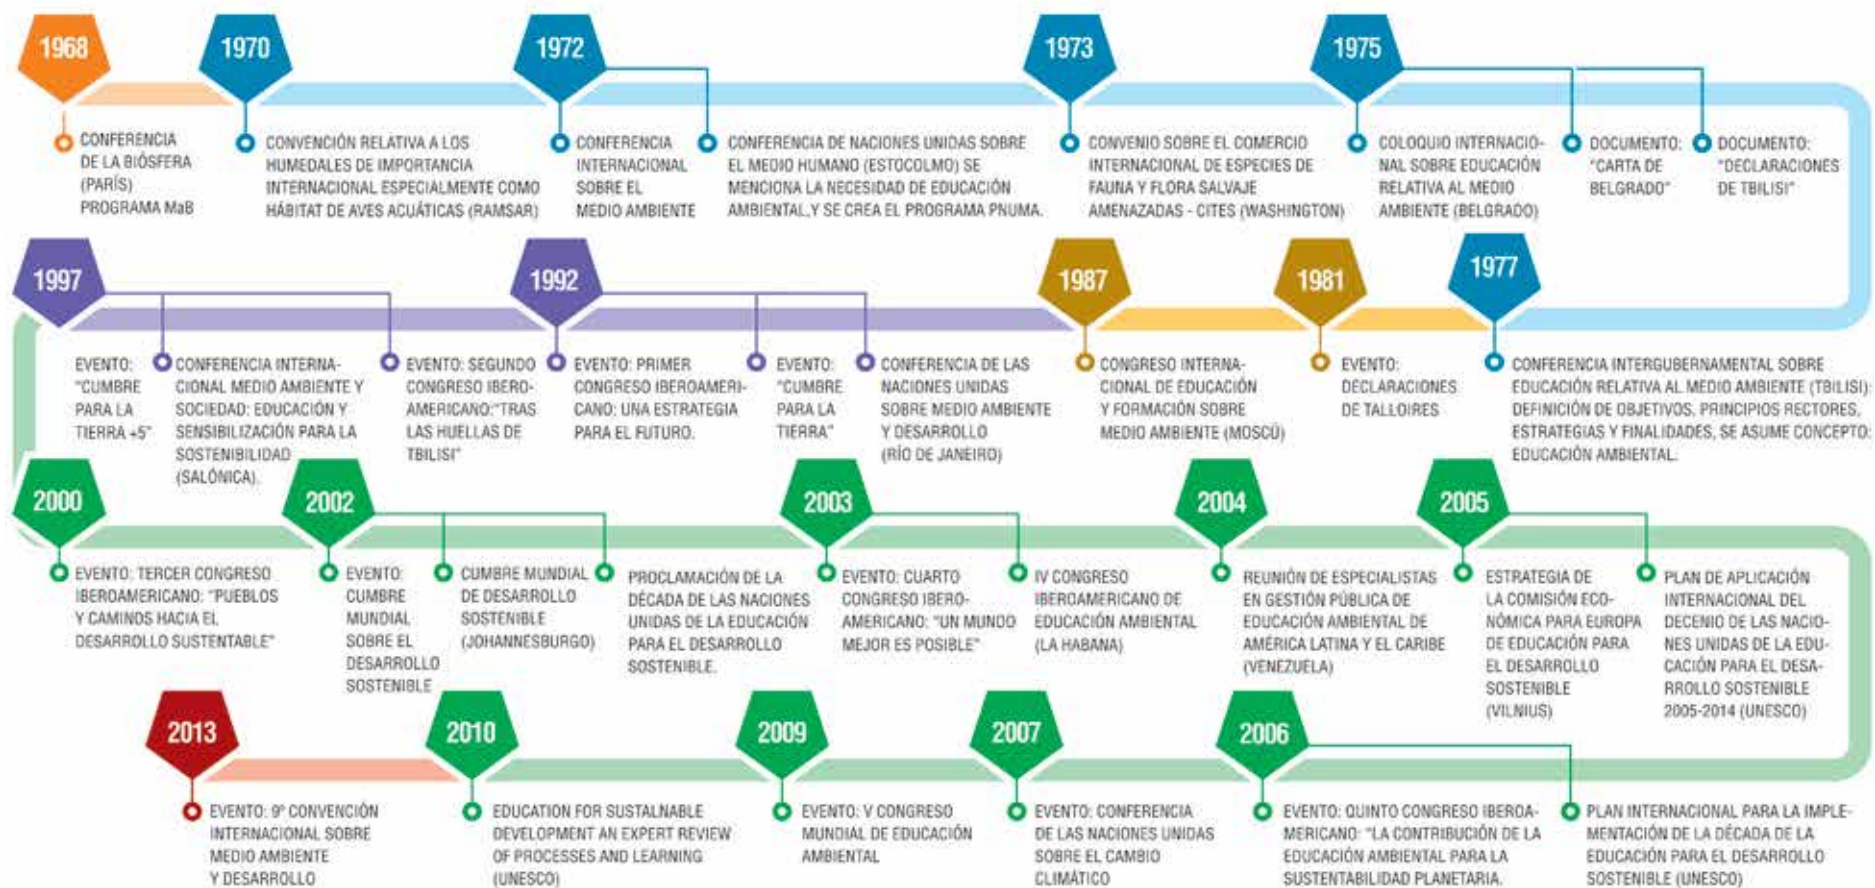 1968
CONFERENCIA
DE LA BIÓSFERA
(PARÍS)
PROGRAMA MaB
1970
CONVENCIÓN RELATIVA A LOS
HUMEDALES DE IMPORTANCIA
INTERNACIONAL ESPECIALMENTE COMO
HÁBITAT DE AVES ACUÁTICAS (RAMSAR)
1972
CONFERENCIA
INTERNACIONAL
SOBRE EL
MEDIO AMBIENTE
CONFERENCIA DE NACIONES UNIDAS SOBRE
EL MEDIO HUMANO (ESTOCOLMO) SE
MENCIONA LA NECESIDAD DE EDUCACIÓN
AMBIENTAL,Y SE CREA EL PROGRAMA PNUMA.
1973
CONVENIO SOBRE EL COMERCIO
INTERNACIONAL DE ESPECIES DE
FAUNA Y FLORA SALVAJE
AMENAZADAS - CITES (WASHINGTON)
1975
COLOQUIO INTERNACIO-
NAL SOBRE EDUCACIÓN
RELATIVA AL MEDIO
AMBIENTE (BELGRADO)
DOCUMENTO:
"CARTA DE
BELGRADO"
DOCUMENTO:
"DECLARACIONES
DE TBILISI"
1997
EVENTO:
"CUMBRE
PARA LA
TIERRA +5"
CONFERENCIA INTERNA-
CIONAL MEDIO AMBIENTE Y
SOCIEDAD: EDUCACIÓN Y
SENSIBILIZACIÓN PARA LA
SOSTENIBILIDAD
(SALÓNICA).
EVENTO: SEGUNDO
CONGRESO IBERO-
AMERICANO:"TRAS
LAS HUELLAS DE
TBILISI"
1992
EVENTO: PRIMER
CONGRESO IBEROAMERI-
CANO: UNA ESTRATEGIA
PARA EL FUTURO.
EVENTO:
"CUMBRE
PARA LA
TIERRA"
CONFERENCIA DE LAS
NACIONES UNIDAS
SOBRE MEDIO AMBIENTE
Y DESARROLLO
(RÍO DE JANEIRO)
1987
CONGRESO INTERNA-
CIONAL DE EDUCACIÓN
Y FORMACIÓN SOBRE
MEDIO AMBIENTE (MOSCÚ)
1981
EVENTO:
DECLARACIONES
DE TALLOIRES
1977
CONFERENCIA INTERGUBERNAMENTAL SOBRE
EDUCACIÓN RELATIVA AL MEDIO AMBIENTE (TBILISI):
DEFINICIÓN DE OBJETIVOS, PRINCIPIOS RECTORES,
ESTRATEGIAS Y FINALIDADES, SE ASUME CONCEPTO:
EDUCACIÓN AMBIENTAL.
2000
EVENTO: TERCER CONGRESO
IBEROAMERICANO: "PUEBLOS
Y CAMINOS HACIA EL
DESARROLLO SUSTENTABLE"
2002
EVENTO:
CUMBRE
MUNDIAL
SOBRE EL
DESARROLLO
SOSTENIBLE
CUMBRE MUNDIAL
DE DESARROLLO
SOSTENIBLE
(JOHANNESBURGO)
PROCLAMACIÓN DE LA
DÉCADA DE LAS NACIONES
UNIDAS DE LA EDUCACIÓN
PARA EL DESARROLLO
SOSTENIBLE.
2003
EVENTO: CUARTO
CONGRESO IBERO-
AMERICANO: "UN MUNDO
MEJOR ES POSIBLE"
IV CONGRESO
IBEROAMERICANO DE
EDUCACIÓN AMBIENTAL
(LA HABANA)
2004
REUNIÓN DE ESPECIALISTAS
EN GESTIÓN PÚBLICA DE
EDUCACIÓN AMBIENTAL DE
AMÉRICA LATINA Y EL CARIBE
(VENEZUELA)
2005
ESTRATEGIA DE
LA COMISIÓN ECO-
NÓMICA PARA EUROPA
DE EDUCACIÓN PARA
EL DESARROLLO
SOSTENIBLE
(VILNIUS)
PLAN DE APLICACIÓN
INTERNACIONAL DEL
DECENIO DE LAS NACIO-
NES UNIDAS DE LA EDU-
CACIÓN PARA EL DESA-
RROLLO SOSTENIBLE
2005-2014 (UNESCO)
2013
EVENTO: 9º CONVENCIÓN
INTERNACIONAL SOBRE
MEDIO AMBIENTE
Y DESARROLLO
2010
EDUCATION FOR SUSTALNABLE
DEVELOPMENT AN EXPERT REVIEW
OF PROCESSES AND LEARNING
(UNESCO)
2009
EVENTO: V CONGRESO
MUNDIAL DE EDUCACIÓN
AMBIENTAL
2007
EVENTO: CONFERENCIA
DE LAS NACIONES UNIDAS
SOBRE EL CAMBIO
CLIMÁTICO
2006
EVENTO: QUINTO CONGRESO IBEROA-
MERICANO: "LA CONTRIBUCIÓN DE LA
EDUCACIÓN AMBIENTAL PARA LA
SUSTENTABILIDAD PLANETARIA.
PLAN INTERNACIONAL PARA LA IMPLE-
MENTACIÓN DE LA DÉCADA DE LA
EDUCACIÓN PARA EL DESARROLLO
SOSTENIBLE (UNESCO)